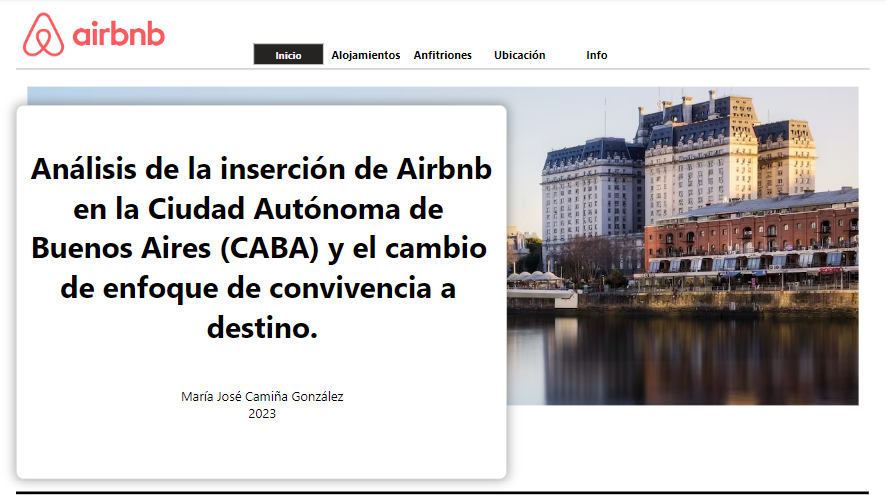 airbnb
Inicio Alojamientos Anfitriones Ubicación Info
Análisis de la inserción de Airbnb
en la Ciudad Autónoma de
Buenos Aires (CABA) y el cambio
de enfoque de convivencia a
destino.
María José Camiña González
2023